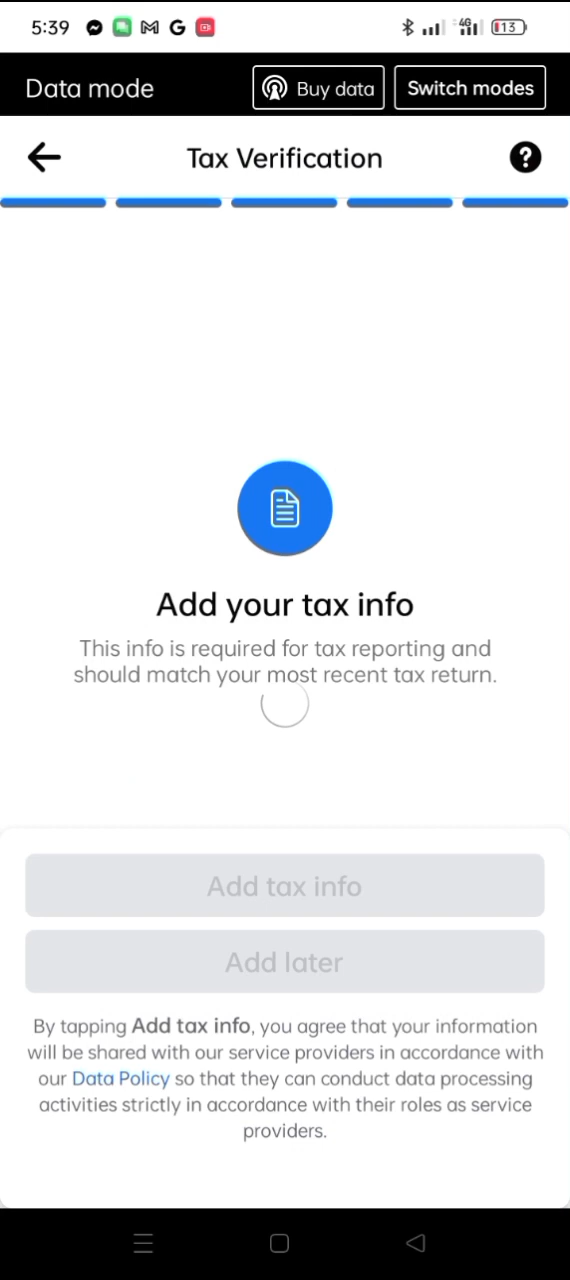 5:39
4G
13
Data mode
Buy data
Switch modes
Tax Verification
Add your tax info
This info is required for tax reporting and
should match your most recent tax return.
Add tax info
Add later
By tapping Add tax info, you agree that your information
will be shared with our service providers in accordance with
our Data Policy so that they can conduct data processing
activities strictly in accordance with their roles as service
providers.